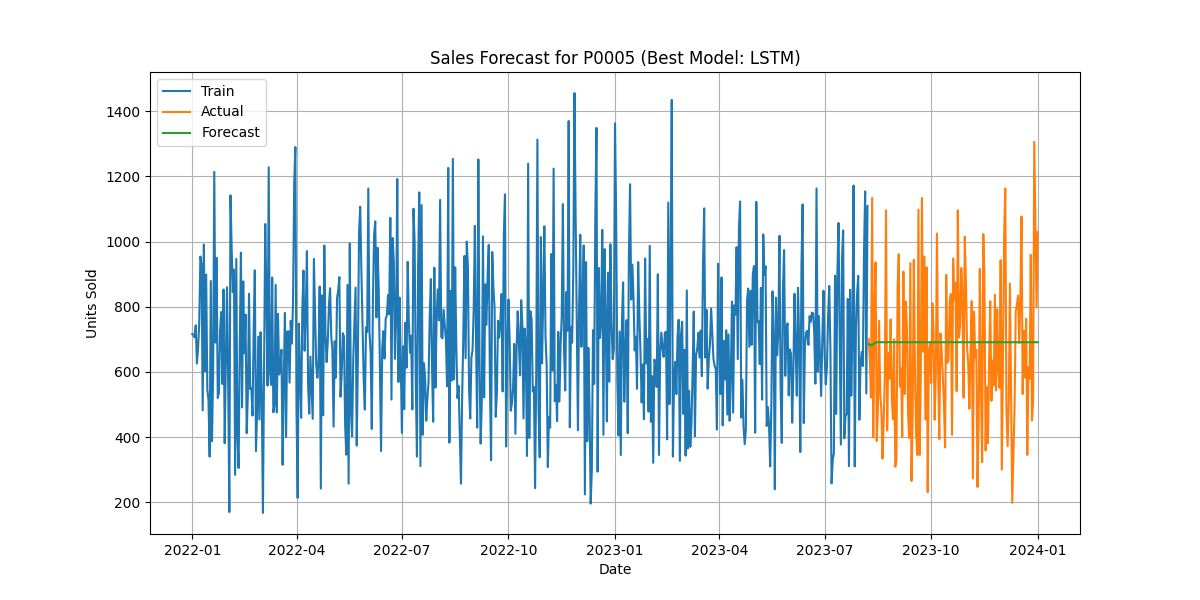 Sales Forecast for P0005 (Best Model: LSTM)
Train
Actual
Forecast
1400
1200
1000
800
600
400
200
Units Sold
2022-01
2022-04
2022-07
2022-10
2023-01
2023-04
2023-07
2023-10
2024-01
Date